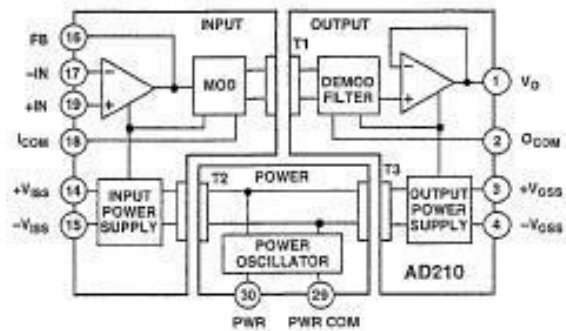 INPUT
OUTPUT
FB 16
T1
–IN 17
MOD
DEMOD
FILTER
1 VO
+IN 19
ICOM 18
2 OCOM
T2
POWER
T3
+VISS 14
INPUT
POWER
SUPPLY
OUTPUT
POWER
SUPPLY
3 +VOSS
–VISS 15
4 –VOSS
POWER
OSCILLATOR
AD210
30
29
PWR
PWR COM